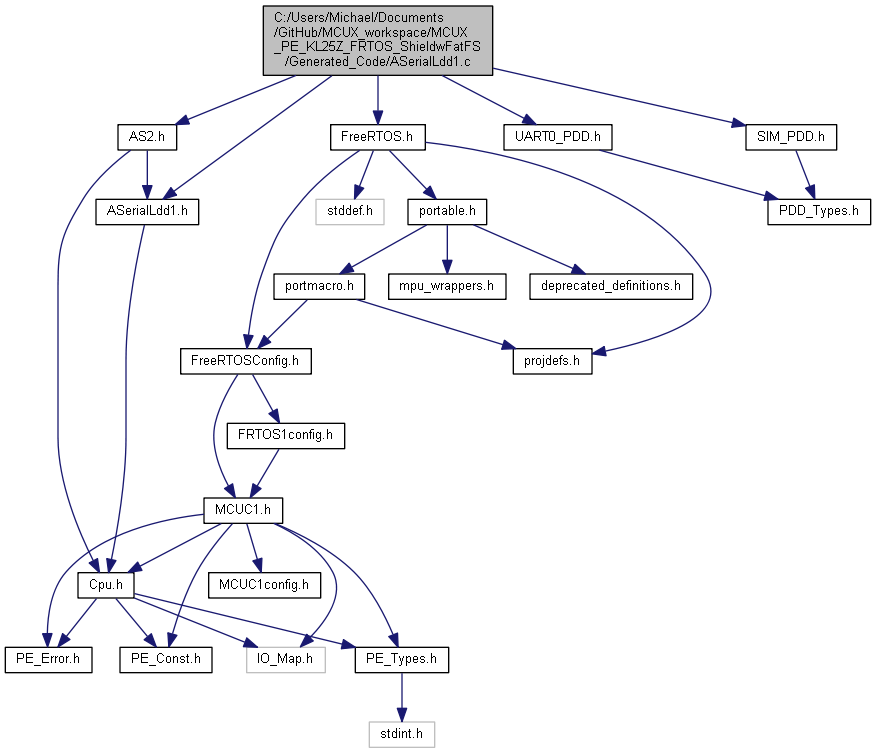 C:/Users/Michael/Documents
/GitHub/MCUX_workspace/MCUX
_PE_KL25Z_FRTOS_ShieldwFatFS
/Generated_Code/ASerialLdd1.c
AS2.h
FreeRTOS.h
UART0_PDD.h
SIM_PDD.h
ASerialLdd1.h
stddef.h
portable.h
PDD_Types.h
portmacro.h
mpu_wrappers.h
deprecated_definitions.h
FreeRTOSConfig.h
projdefs.h
FRTOS1config.h
MCUC1.h
Cpu.h
MCUC1config.h
PE_Error.h
PE_Const.h
IO_Map.h
PE_Types.h
stdint.h